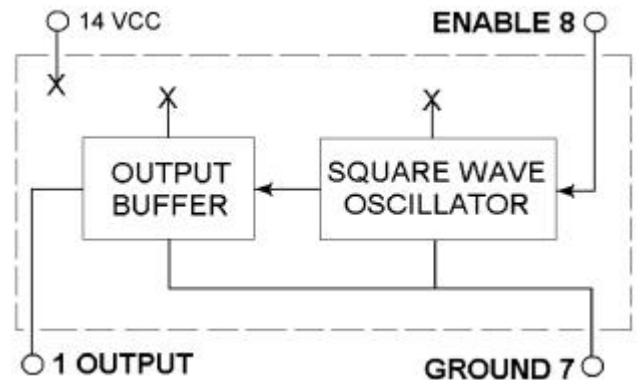 14 VCC
ENABLE 8
X
X
X
OUTPUT
BUFFER
SQUARE WAVE
OSCILLATOR
1 OUTPUT
GROUND 7